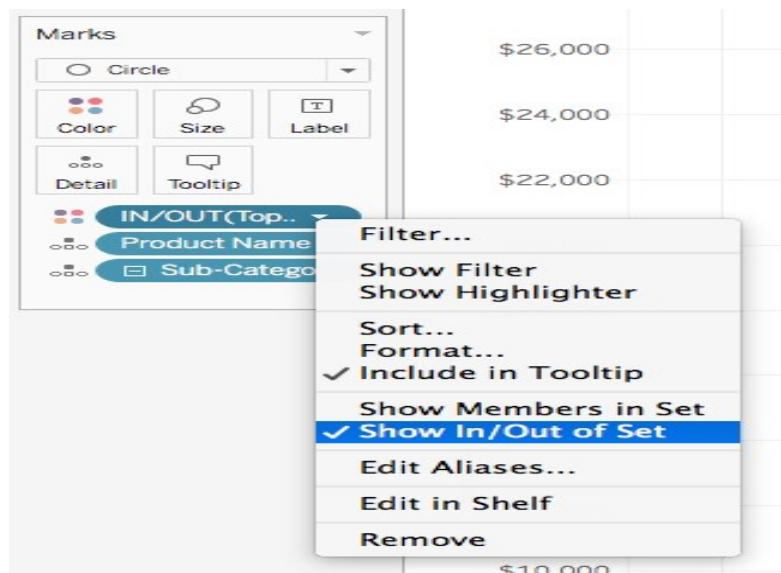 Marks
Circle
Color Size Label
Detail Tooltip
IN/OUT(Top..
Product Name
Sub-Catego
Filter...
Show Filter
Show Highlighter
Sort...
Format...
✓ Include in Tooltip
Show Members in Set
✓ Show In/Out of Set
Edit Aliases...
Edit in Shelf
Remove
$26,000
$24,000
$22,000
$10,000